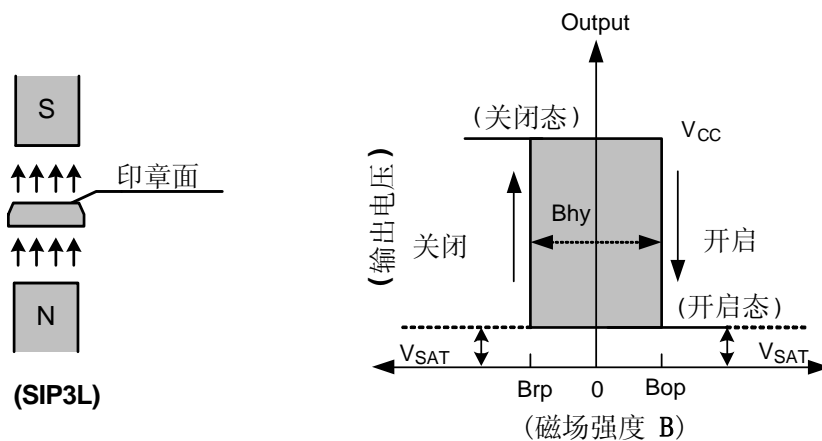 S
印章面
N
(SIP3L)
Output
(关闭态)
VCC
(输出电压)
Bhy
关闭
开启
(开启态)
VSAT
VSAT
Brp
0
Bop
(磁场强度 B)